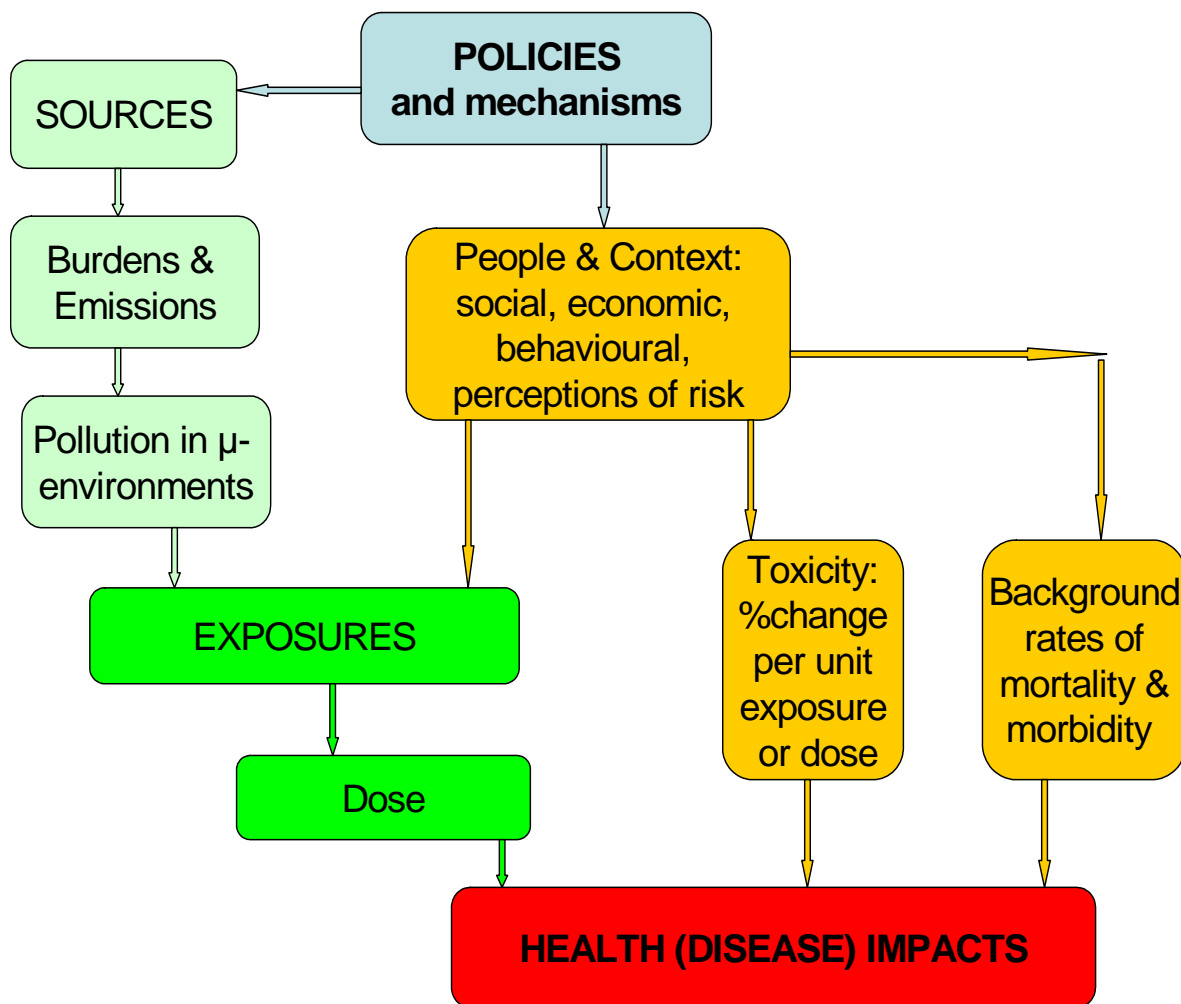 POLICIES
and mechanisms
SOURCES
Burdens &
Emissions
People & Context:
social, economic,
behavioural,
perceptions of risk
Pollution in µ-
environments
EXPOSURES
Toxicity:
%change
per unit
exposure
or dose
Background
rates of
mortality &
morbidity
Dose
HEALTH (DISEASE) IMPACTS